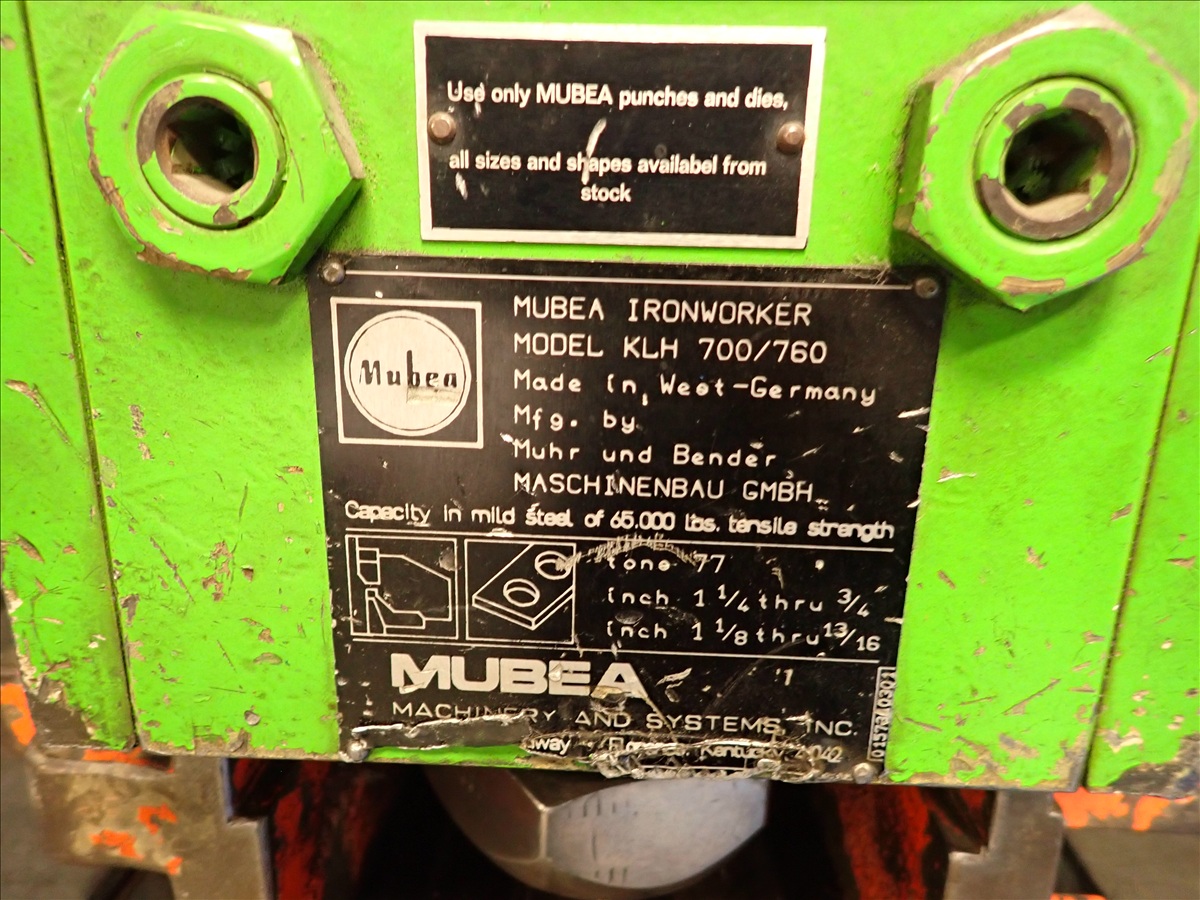 Use only MUBEA punches and dies,
all sizes and shapes availabel from
stock
Mubea
MUBEA IRONWORKER
MODEL KLH 700/760
Made in West-Germany
Mfg. by
Muhr und Bender
MASCHINENBAU GMBH
Capacity in mild steel of 65.000 lbs. tensile strength
tons 77
inch 1 1/4 thru 3/4
inch 1 1/8 thru 13/16
MUBEA
MACHINERY AND SYSTEMS, INC.
Florence, Kentucky